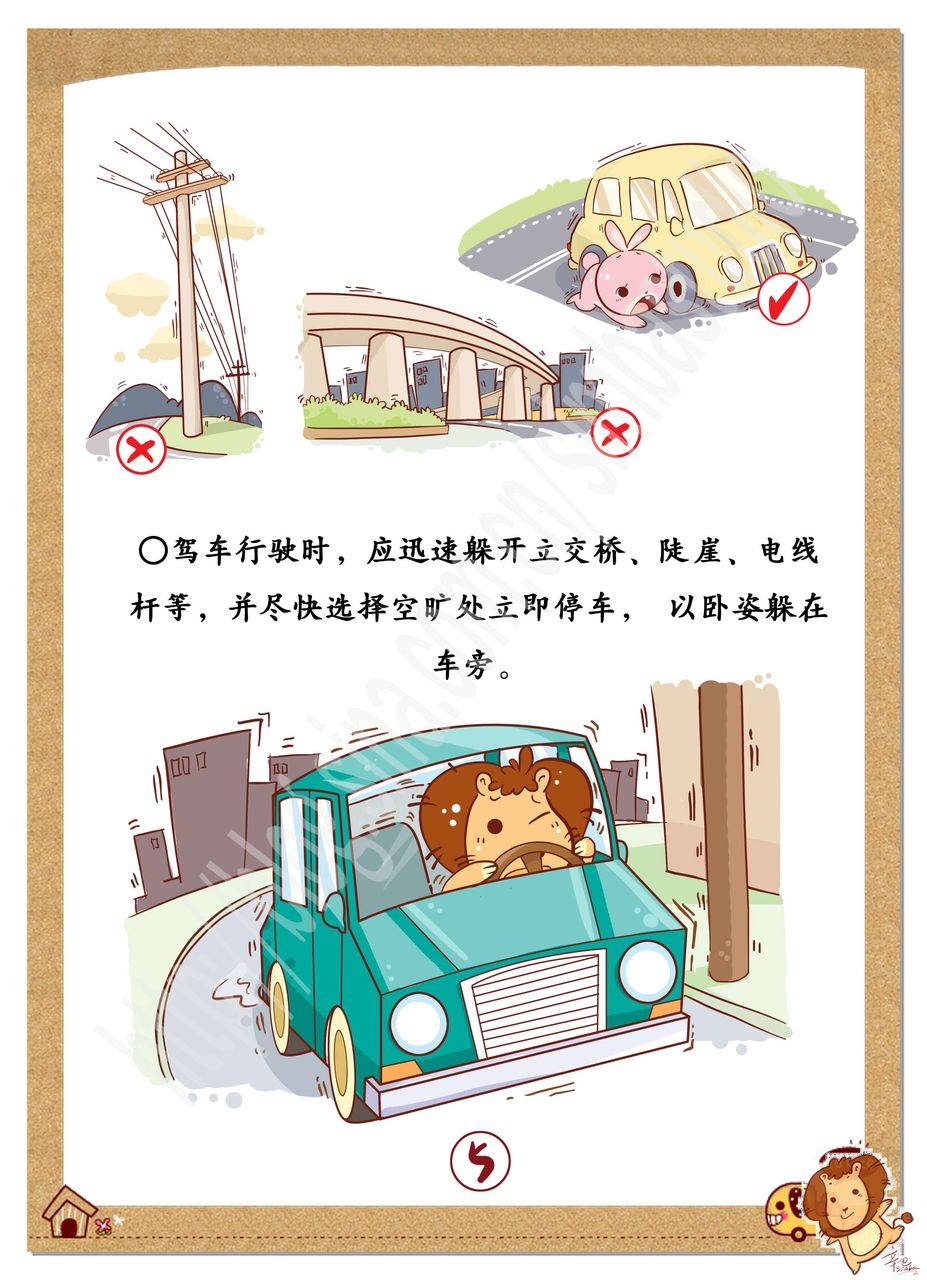 〇驾车行驶时，应迅速躲开立交桥、陡崖、电线
杆等，并尽快选择空旷处立即停车， 以卧姿躲在
车旁。
5